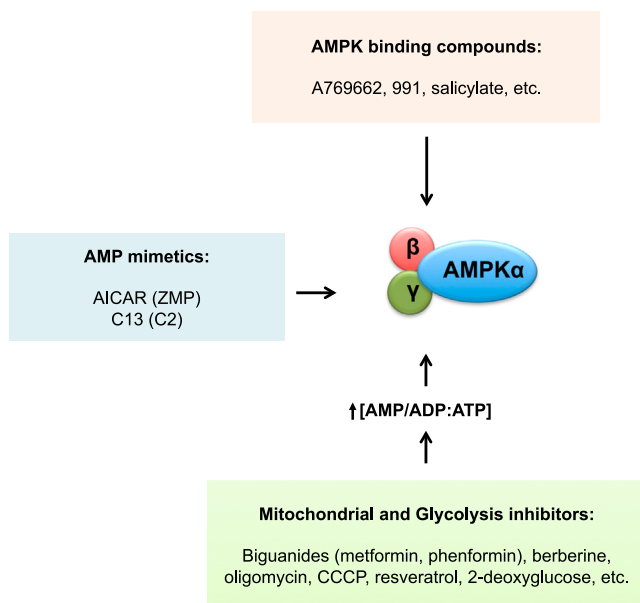 AMPK binding compounds:
A769662, 991, salicylate, etc.
AMP mimetics:
AICAR (ZMP)
C13 (C2)
β
γ
AMPKα
↑[AMP/ADP:ATP]
Mitochondrial and Glycolysis inhibitors:
Biguanides (metformin, phenformin), berberine,
oligomycin, CCCP, resveratrol, 2-deoxyglucose, etc.